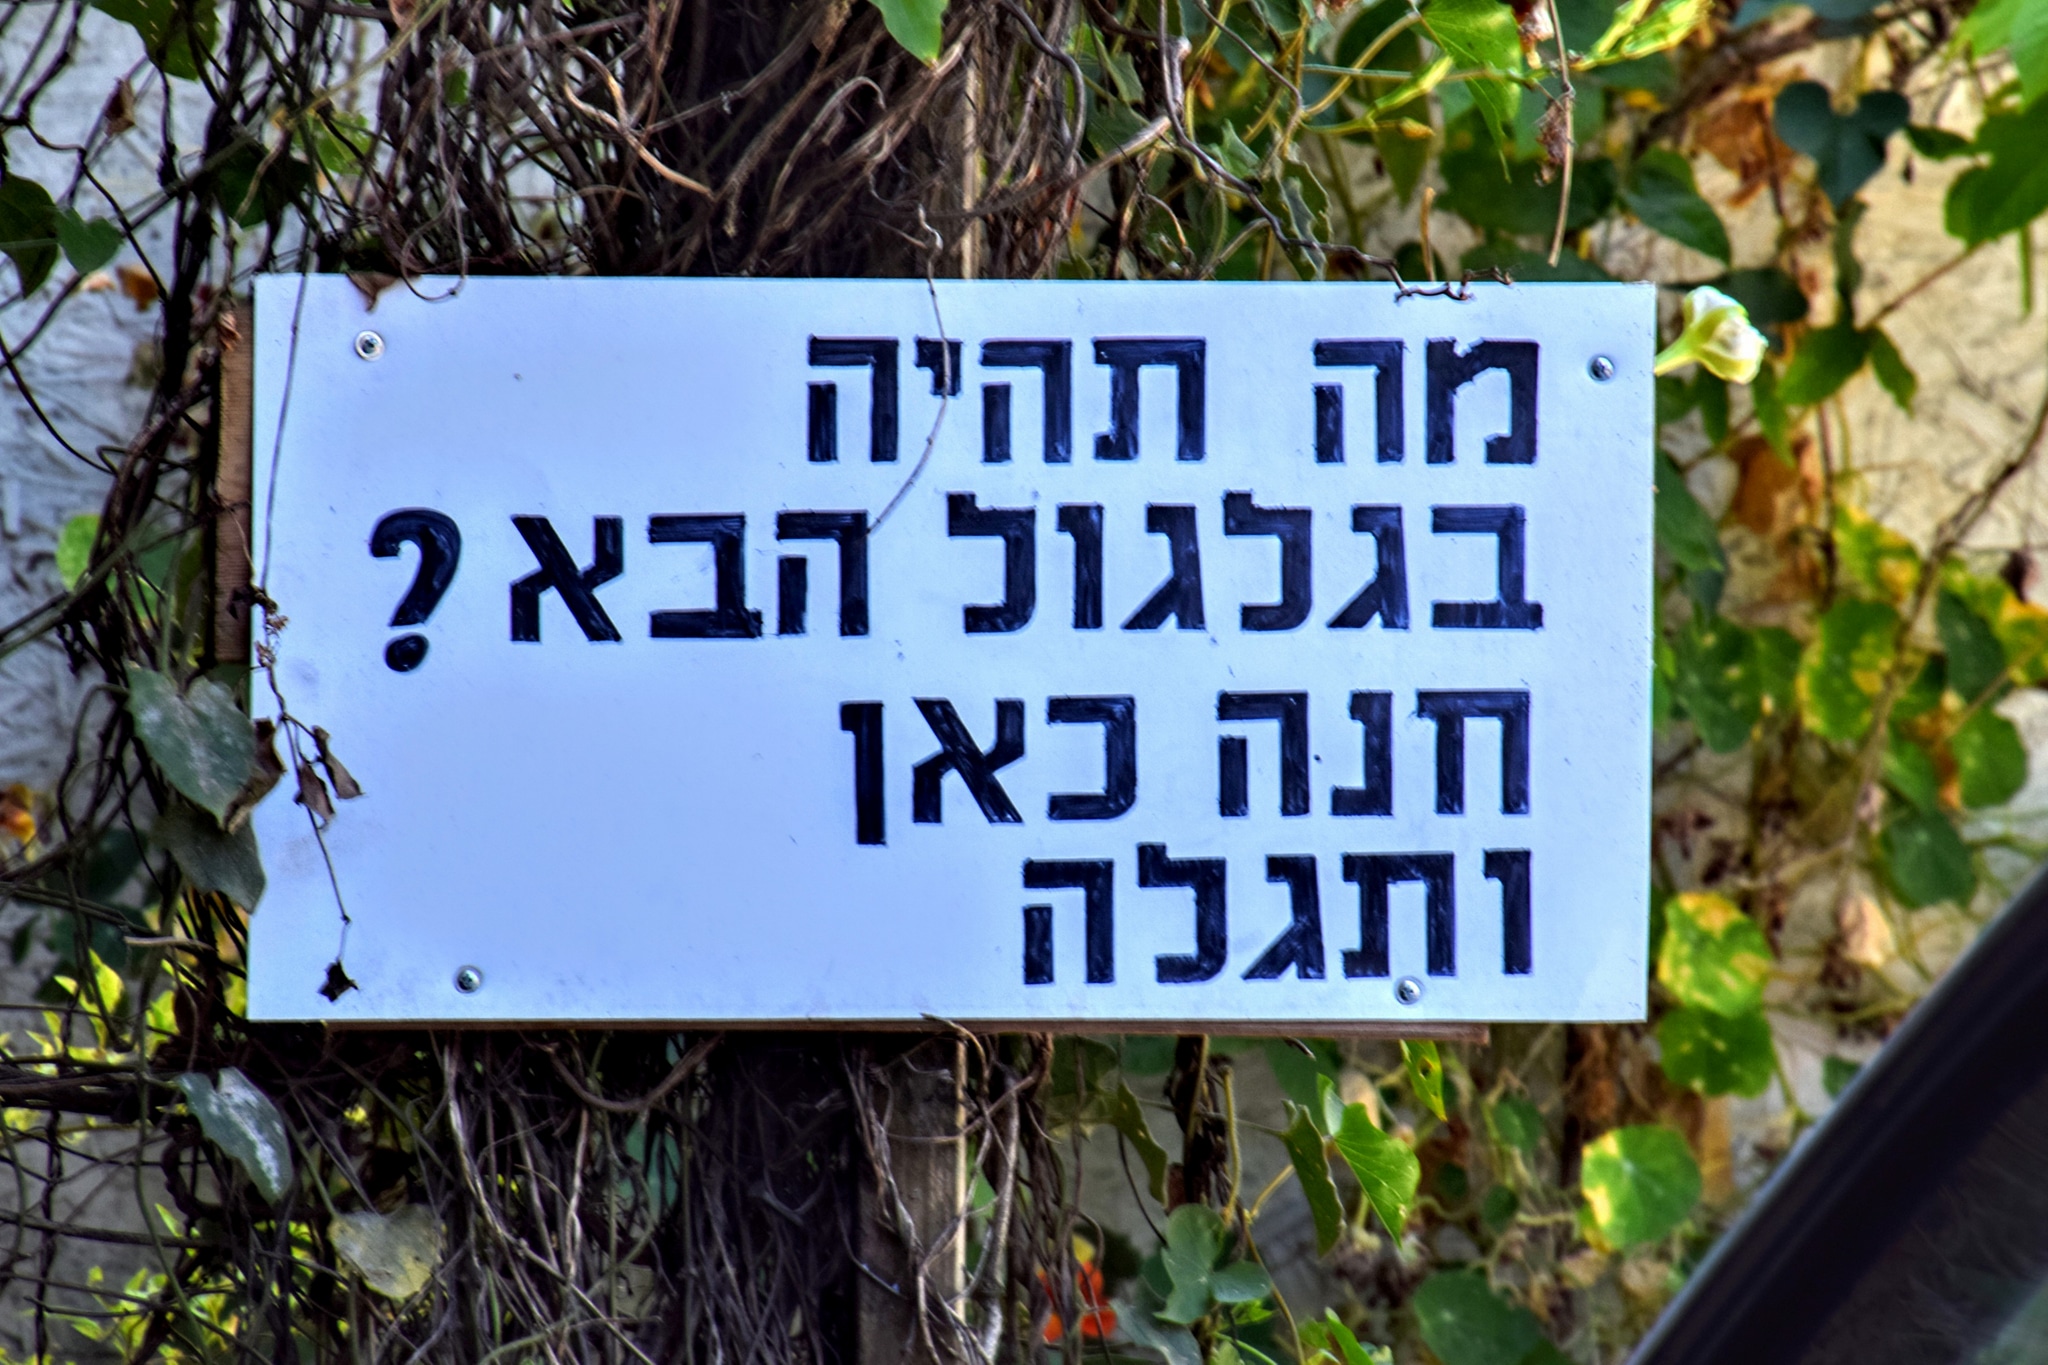 מה תהיה
בגלגול הבא?
חנה כאן
ותגלה